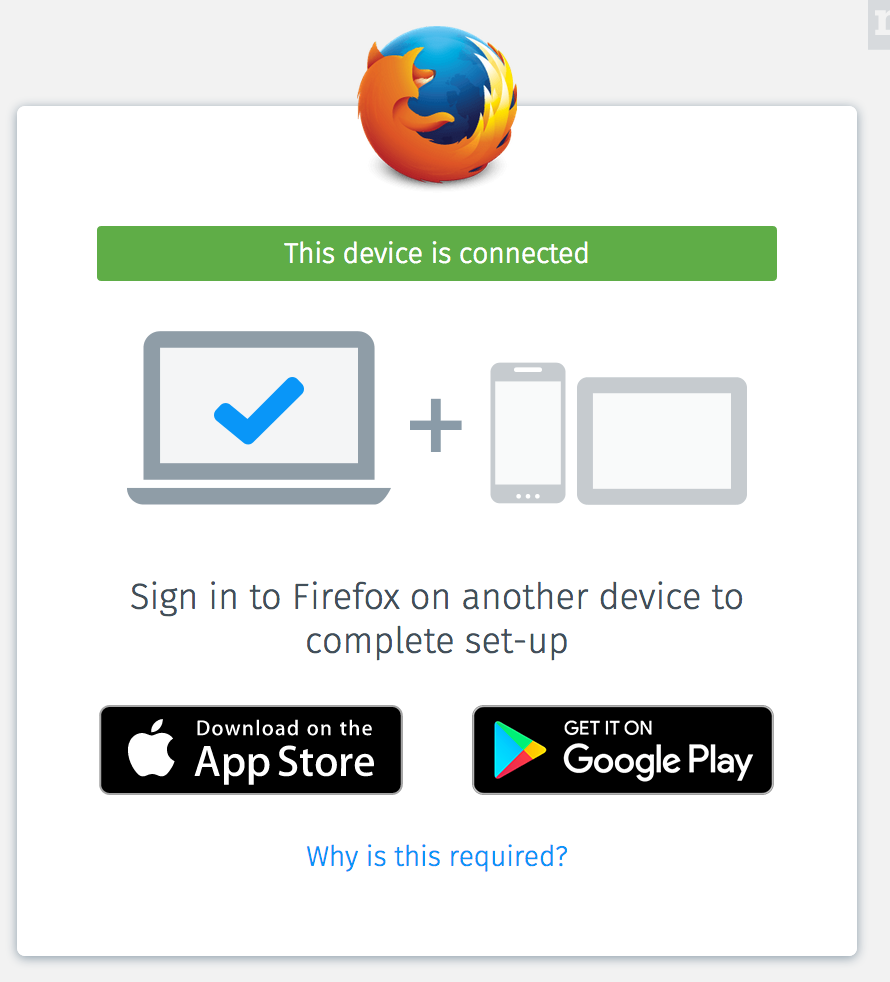 This device is connected
Sign in to Firefox on another device to
complete set-up
Download on the
App Store
GET IT ON
Google Play
Why is this required?